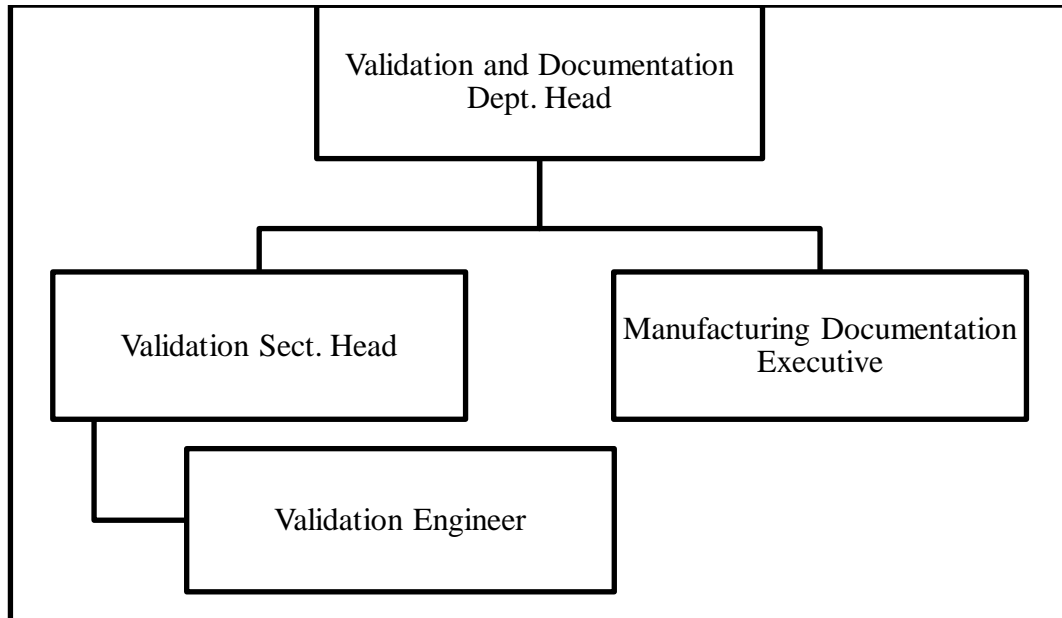 Validation and Documentation
Dept. Head
Validation Sect. Head
Manufacturing Documentation
Executive
Validation Engineer